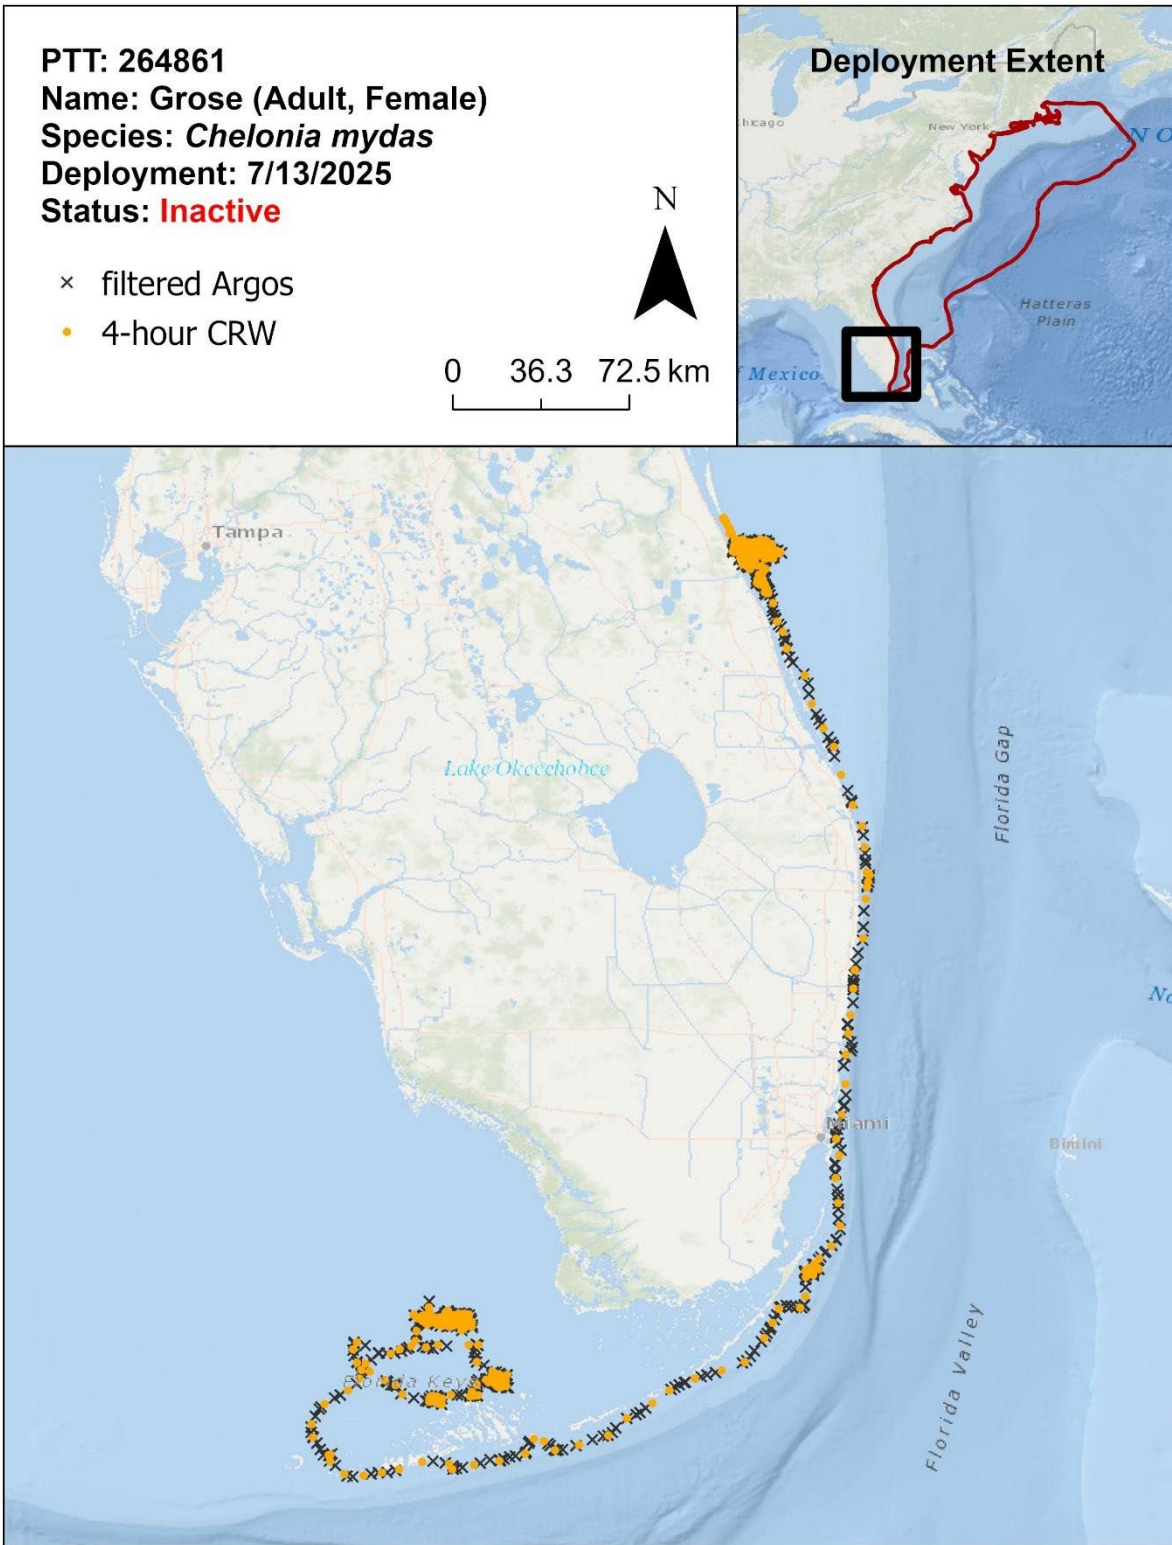 PTT: 264861
Name: Grose (Adult, Female)
Species: Chelonia mydas
Deployment: 7/13/2025
Status: Inactive
N
× filtered Argos
• 4-hour CRW
0 36.3 72.5 km
Deployment Extent
hicago
New York
N O
Hatteras
Plain
f Mexico
Tampa
Lake Okeechobee
Florida Gap
No
Miami
Bimini
Florida Keys
Florida Valley